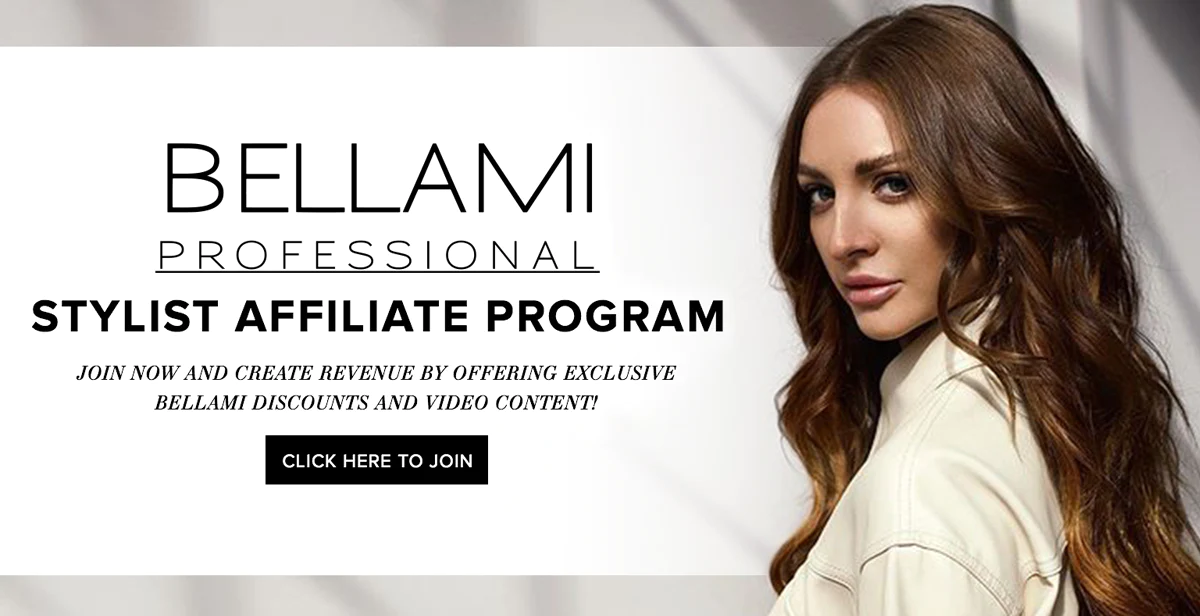 BELLAMI
PROFESSIONAL
STYLIST AFFILIATE PROGRAM
JOIN NOW AND CREATE REVENUE BY OFFERING EXCLUSIVE
BELLAMI DISCOUNTS AND VIDEO CONTENT!
CLICK HERE TO JOIN